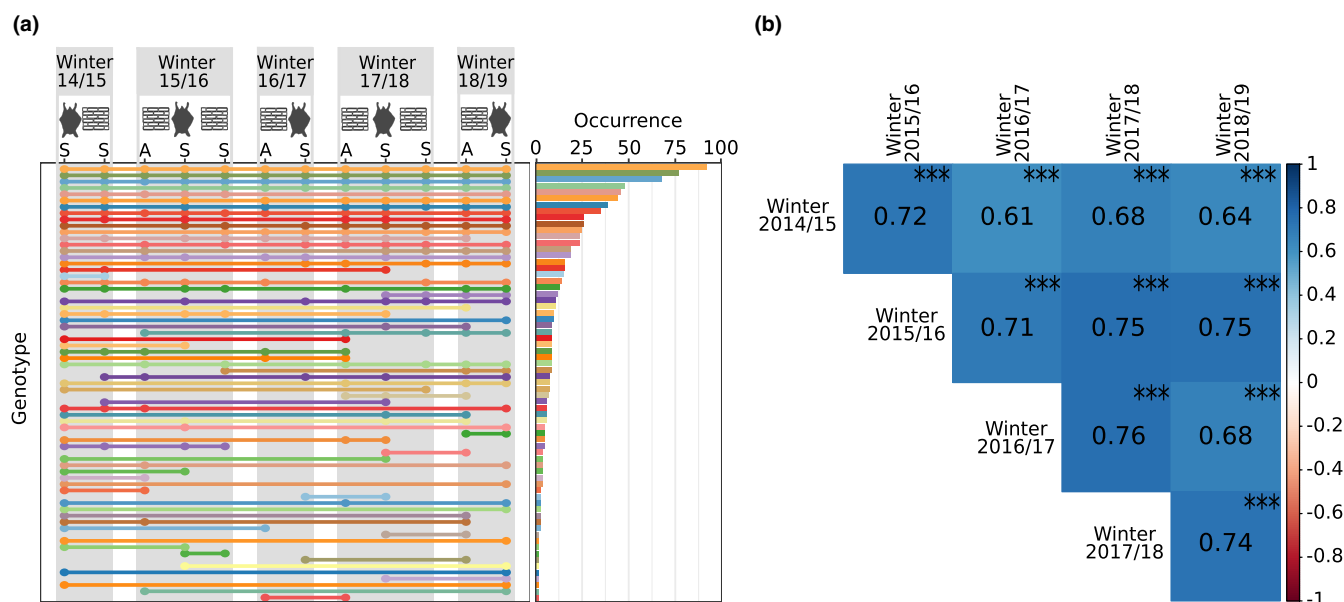 (a)
(b)
Winter 14/15
Winter 15/16
Winter 16/17
Winter 17/18
Winter 18/19
S S A S S A S A S S A S
Occurrence
0 25 50 75 100
Genotype
Winter 2015/16
Winter 2016/17
Winter 2017/18
Winter 2018/19
Winter 2014/15
*** *** *** ***
0.72 0.61 0.68 0.64
Winter 2015/16
*** *** ***
0.71 0.75 0.75
Winter 2016/17
*** ***
0.76 0.68
Winter 2017/18
***
0.74
1
0.8
0.6
0.4
0.2
0
-0.2
-0.4
-0.6
-0.8
-1